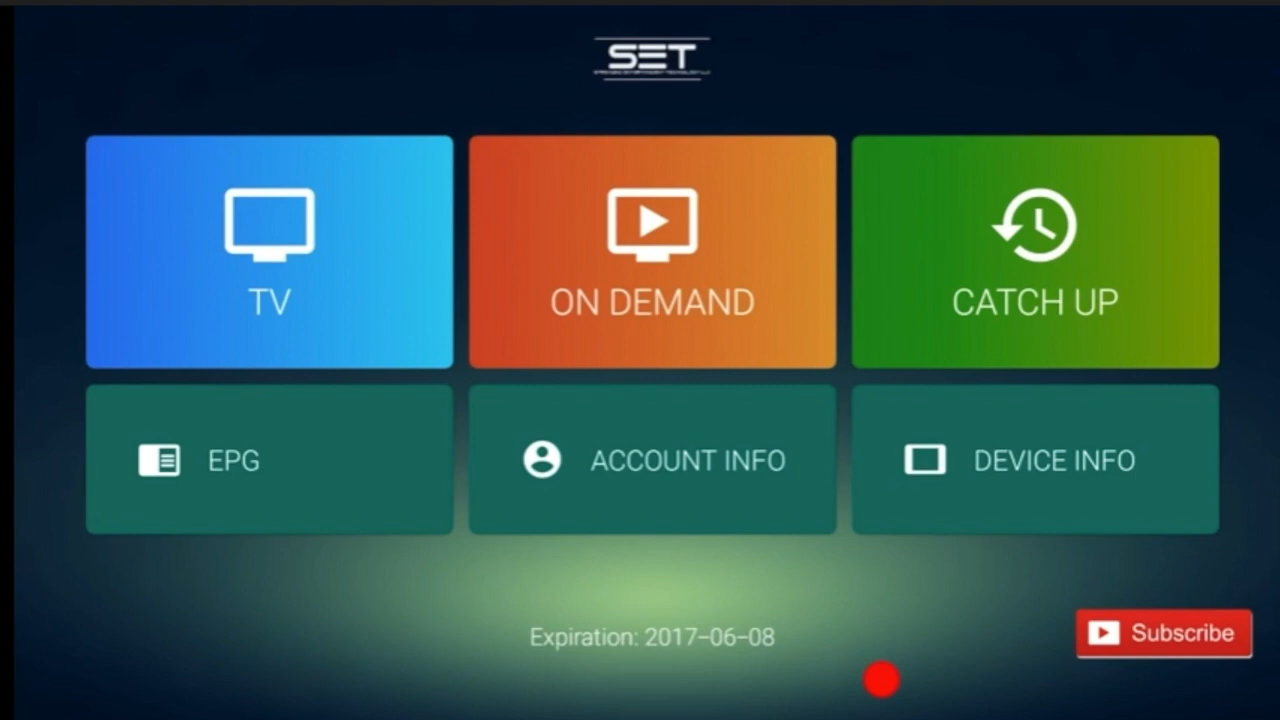 SET
TV
ON DEMAND
CATCH UP
EPG
ACCOUNT INFO
DEVICE INFO
Expiration: 2017-06-08
Subscribe